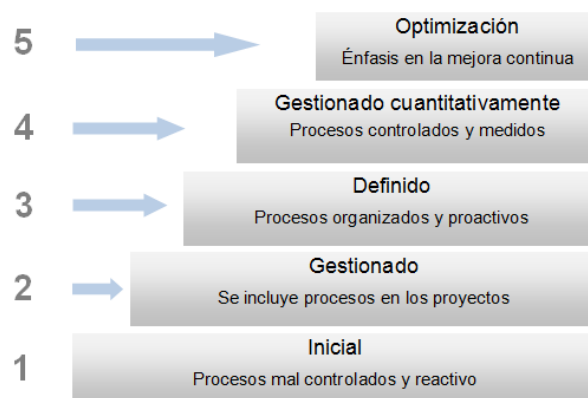 5
Optimización
Énfasis en la mejora continua
4
Gestionado cuantitativamente
Procesos controlados y medidos
3
Definido
Procesos organizados y proactivos
2
Gestionado
Se incluye procesos en los proyectos
1
Inicial
Procesos mal controlados y reactivo